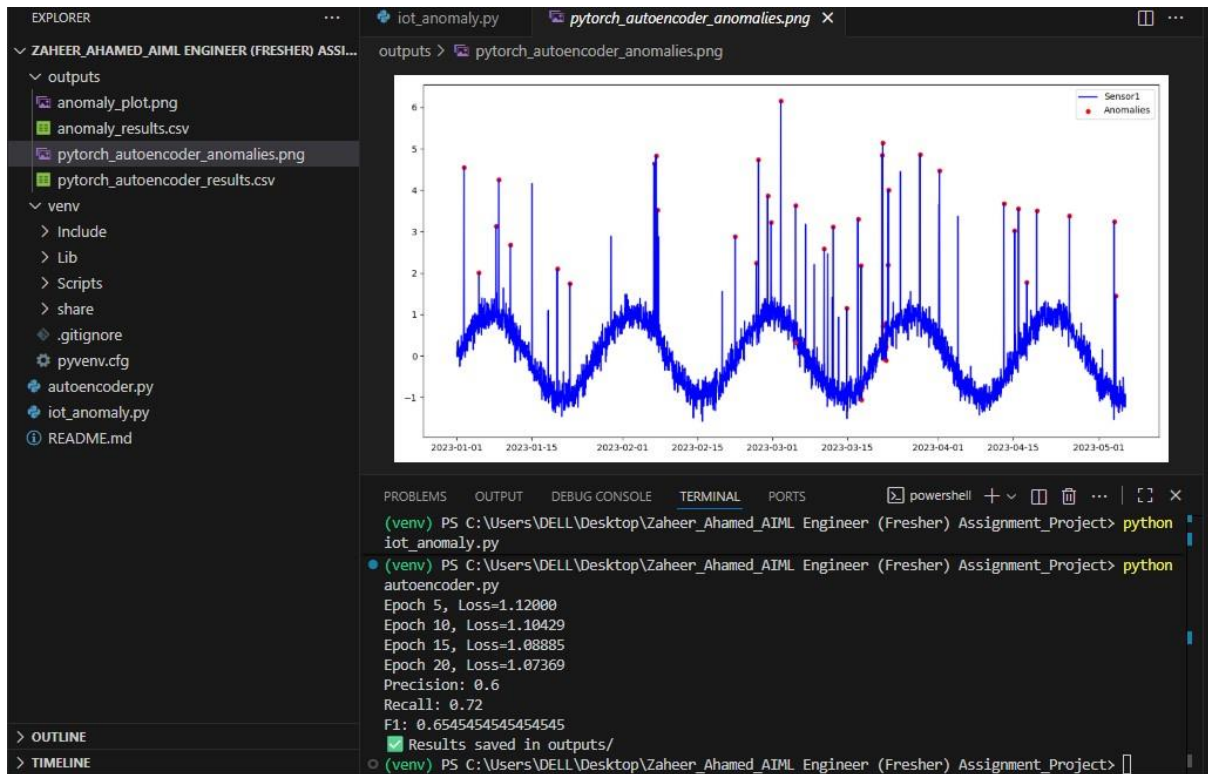 EXPLORER ...
ZAHEER_AHAMED_AIML ENGINEER (FRESHER) ASSI...
outputs
anomaly_plot.png
anomaly_results.csv
pytorch_autoencoder_anomalies.png
pytorch_autoencoder_results.csv
venv
Include
Lib
Scripts
share
.gitignore
pyvenv.cfg
autoencoder.py
iot_anomaly.py
README.md
OUTLINE
TIMELINE
iot_anomaly.py pytorch_autoencoder_anomalies.png
outputs > pytorch_autoencoder_anomalies.png
Sensor1
Anomalies
6
5
4
3
2
1
0
−1
2023-01-01 2023-01-15 2023-02-01 2023-02-15 2023-03-01 2023-03-15 2023-04-01 2023-04-15 2023-05-01
PROBLEMS OUTPUT DEBUG CONSOLE TERMINAL PORTS powershell
(venv) PS C:\Users\DELL\Desktop\Zaheer_Ahamed_AIML Engineer (Fresher) Assignment_Project> python
iot_anomaly.py
(venv) PS C:\Users\DELL\Desktop\Zaheer_Ahamed_AIML Engineer (Fresher) Assignment_Project> python
autoencoder.py
Epoch 5, Loss=1.12000
Epoch 10, Loss=1.10429
Epoch 15, Loss=1.08885
Epoch 20, Loss=1.07369
Precision: 0.6
Recall: 0.72
F1: 0.6545454545454545
✅ Results saved in outputs/
(venv) PS C:\Users\DELL\Desktop\Zaheer_Ahamed_AIML Engineer (Fresher) Assignment_Project>